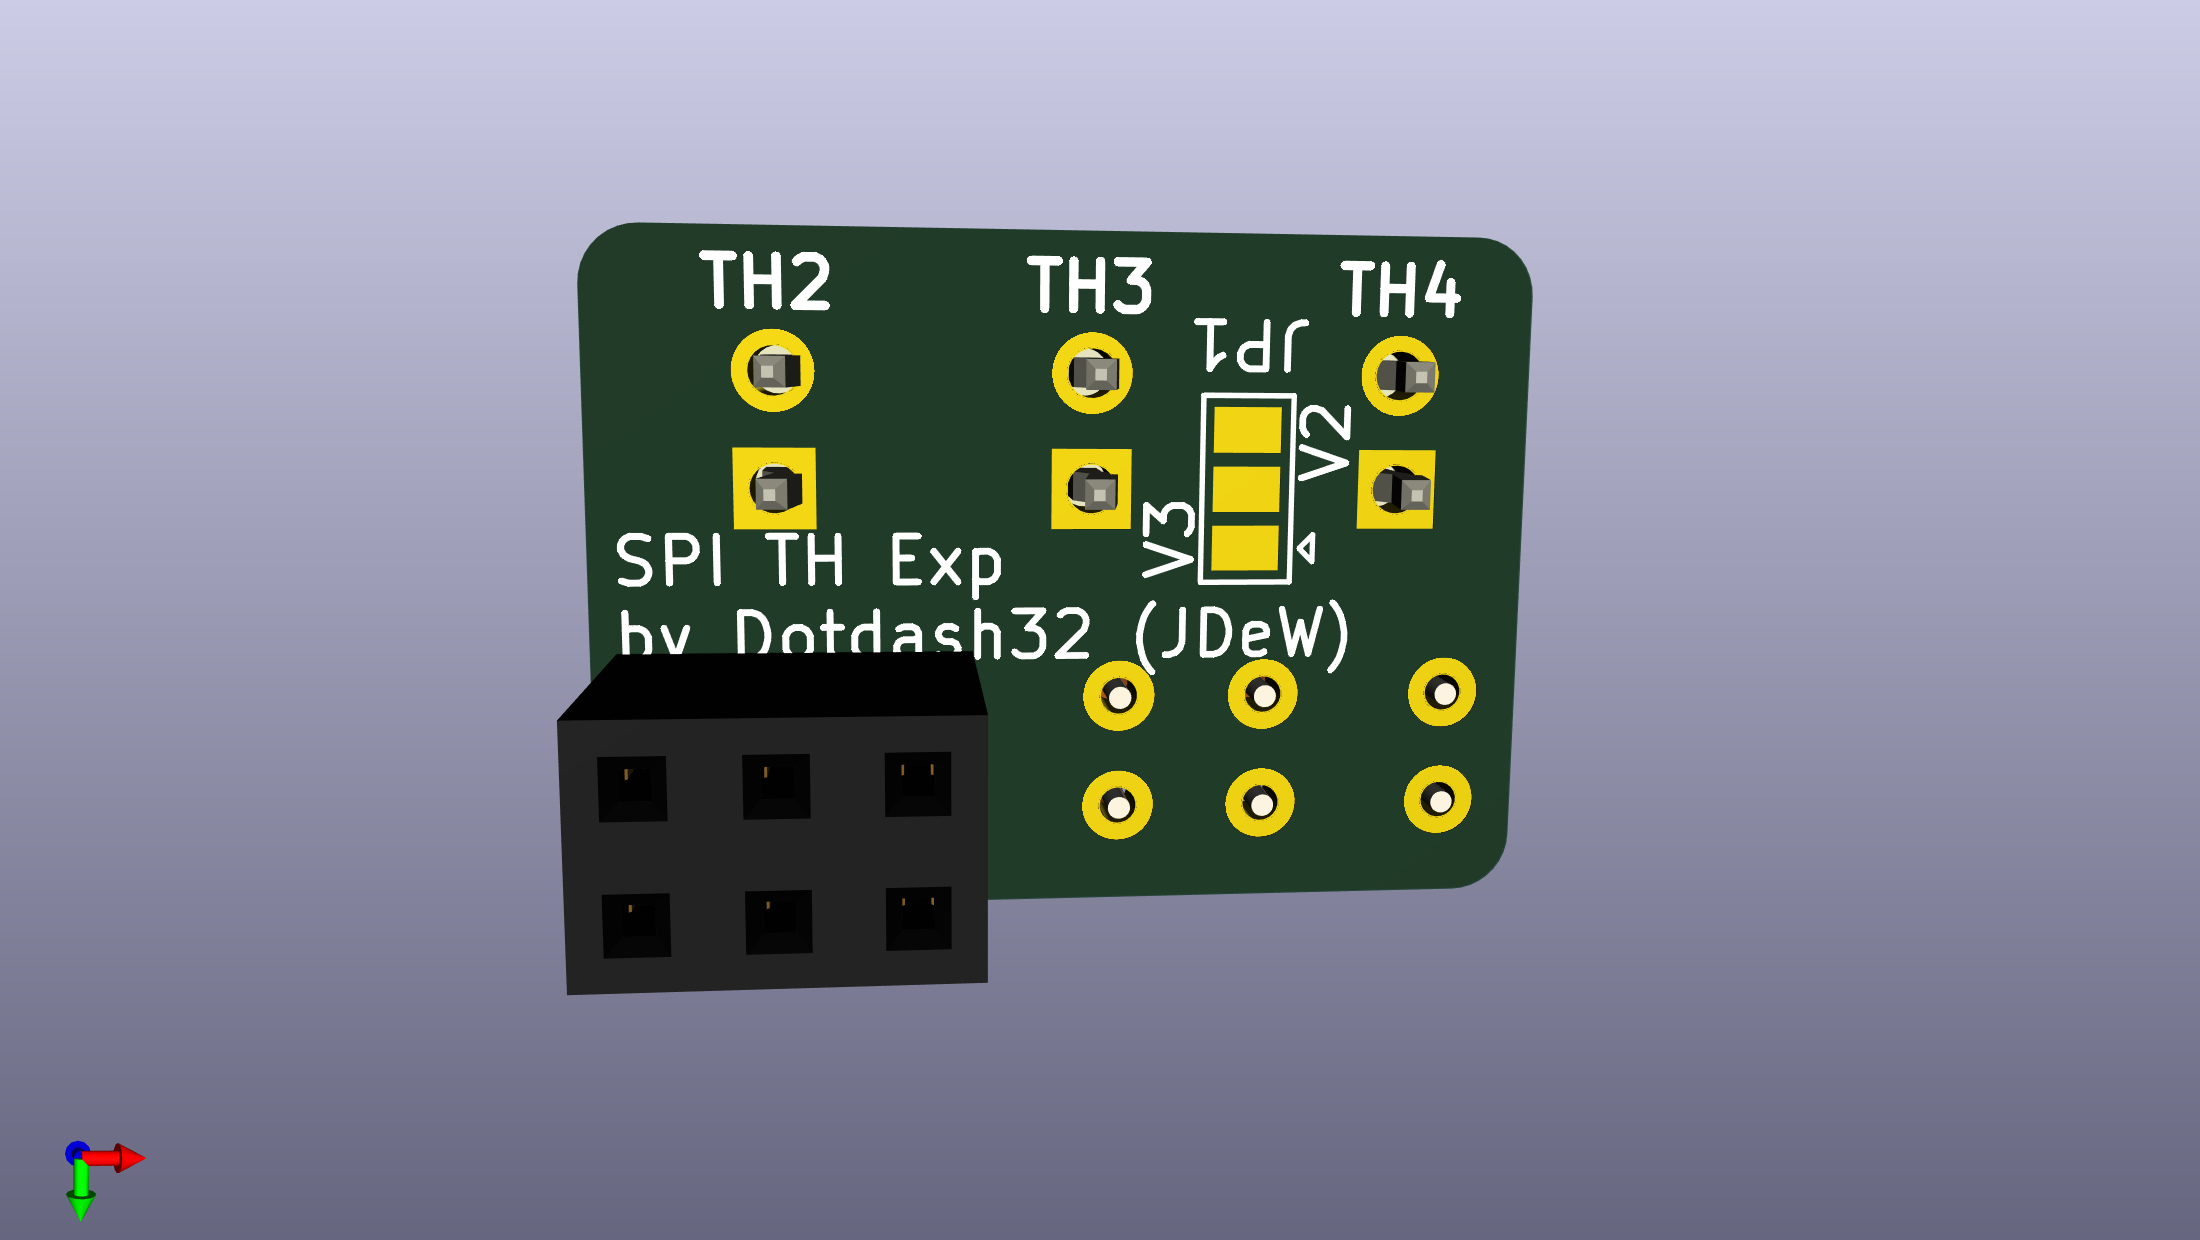 TH2
TH3
TH4
JP1
V2
V3
SPI TH Exp
by Dotdash32 (JDeW)